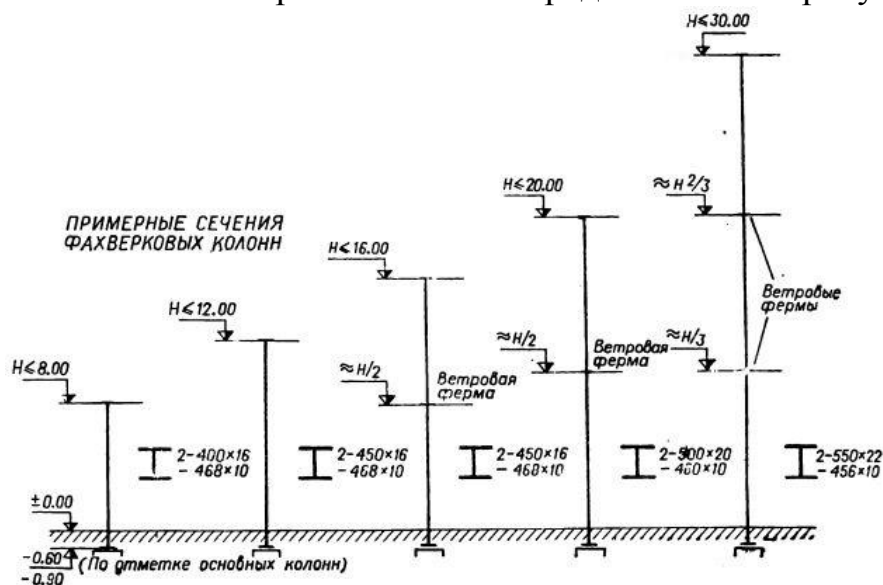 H≤30.00
H≤20.00
≈H 2/3
ПРИМЕРНЫЕ СЕЧЕНИЯ
ФАХВЕРКОВЫХ КОЛОНН
H≤16.00
Ветровые
фермы
H≤12.00
≈H/2
≈H/2
Ветровая
ферма
≈H/3
H≤8.00
Ветровая
ферма
2-400×16
-468×10
2-450×16
-468×10
2-450×16
-468×10
2-500×20
-460×10
2-550×22
-456×10
±0.00
-0.60
-0.90
(По отметке основных колонн)